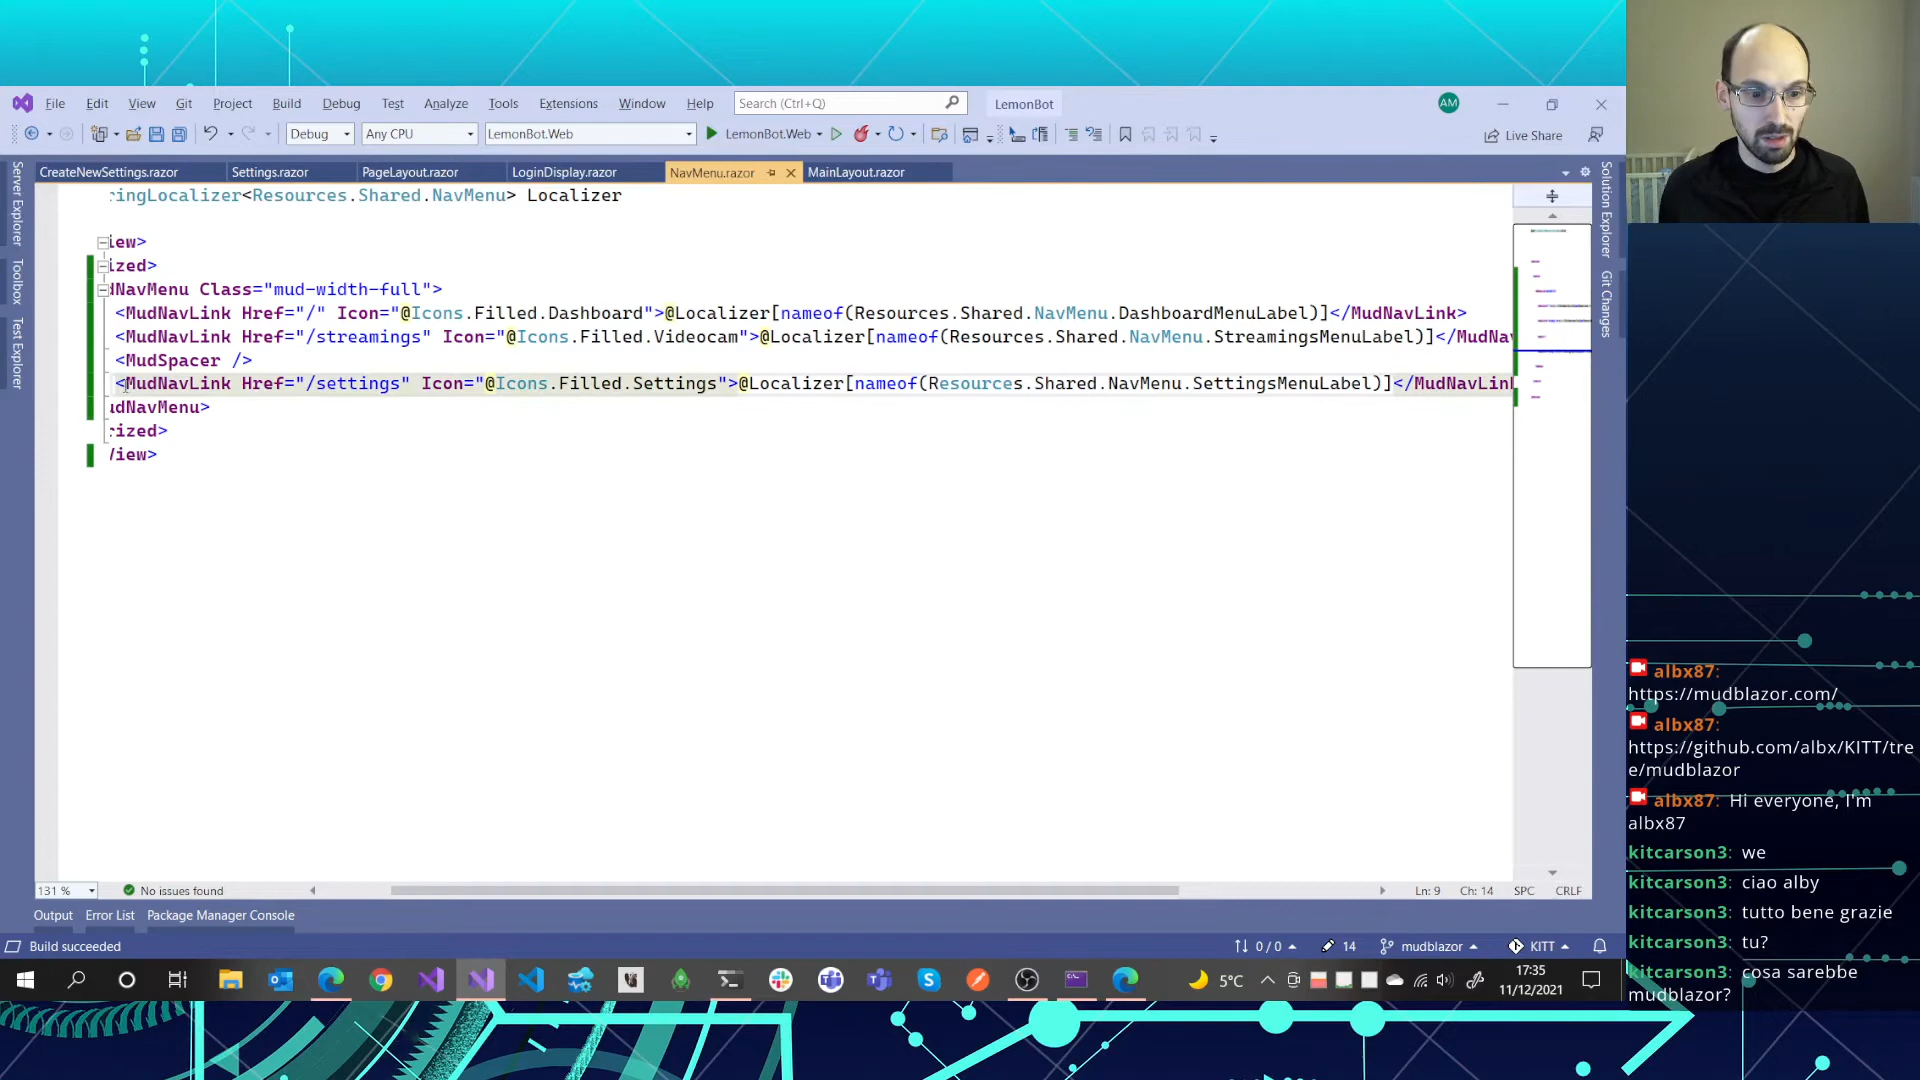 File Edit View Git Project Build Debug Test Analyze Tools Extensions Window Help Search (Ctrl+Q) LemonBot AM
Debug Any CPU LemonBot.Web LemonBot.Web Live Share
CreateNewSettings.razor Settings.razor PageLayout.razor LoginDisplay.razor NavMenu.razor MainLayout.razor
Server Explorer
Toolbox
Test Explorer
Solution Explorer
Git Changes
ringLocalizer<Resources.Shared.NavMenu> Localizer
iew>
ized>
dNavMenu Class="mud-width-full">
<MudNavLink Href="/" Icon="@Icons.Filled.Dashboard">@Localizer[nameof(Resources.Shared.NavMenu.DashboardMenuLabel)]</MudNavLink>
<MudNavLink Href="/streamings" Icon="@Icons.Filled.Videocam">@Localizer[nameof(Resources.Shared.NavMenu.StreamingsMenuLabel)]</MudNav
<MudSpacer />
<MudNavLink Href="/settings" Icon="@Icons.Filled.Settings">@Localizer[nameof(Resources.Shared.NavMenu.SettingsMenuLabel)]</MudNavLink
udNavMenu>
rized>
View>
131 % No issues found Ln: 9 Ch: 14 SPC CRLF
Output Error List Package Manager Console
Build succeeded 0 / 0 14 mudblazor KITT
5°C 17:35
11/12/2021
albx87:
https://mudblazor.com/
albx87:
https://github.com/albx/KITT/tre
e/mudblazor
albx87: Hi everyone, I'm
albx87
kitcarson3: we
kitcarson3: ciao alby
kitcarson3: tutto bene grazie
kitcarson3: tu?
kitcarson3: cosa sarebbe
mudblazor?